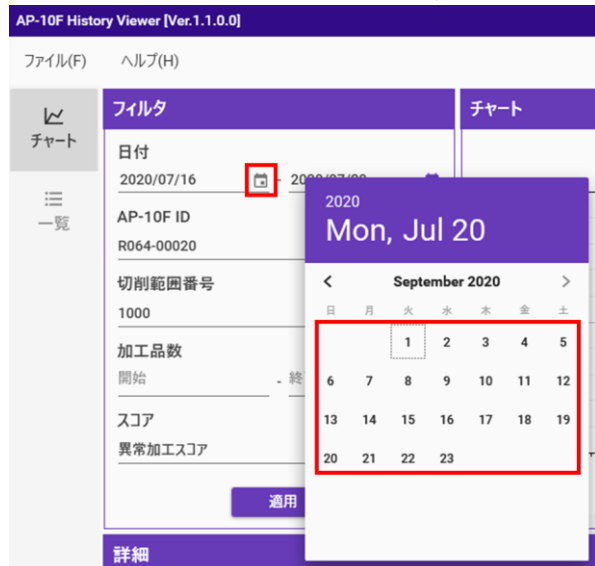 AP-10F History Viewer [Ver.1.1.0.0]
ファイル(F) ヘルプ(H)
チャート
一覧
フィルタ
日付
2020/07/16 -
AP-10F ID
R064-00020
切削範囲番号
1000
加工品数
開始 - 終
スコア
異常加工スコア
適用
詳細
チャート
2020
Mon, Jul 20
September 2020
日 月 火 水 木 金 土
1 2 3 4 5
6 7 8 9 10 11 12
13 14 15 16 17 18 19
20 21 22 23